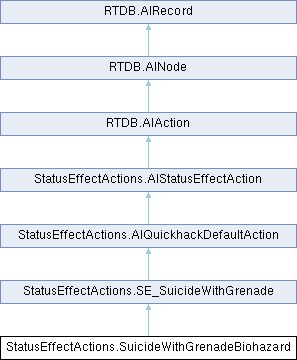 RTDB.AIRecord
RTDB.AINode
RTDB.AIAction
StatusEffectActions.AIStatusEffectAction
StatusEffectActions.AIQuickhackDefaultAction
StatusEffectActions.SE_SuicideWithGrenade
StatusEffectActions.SuicideWithGrenadeBiohazard